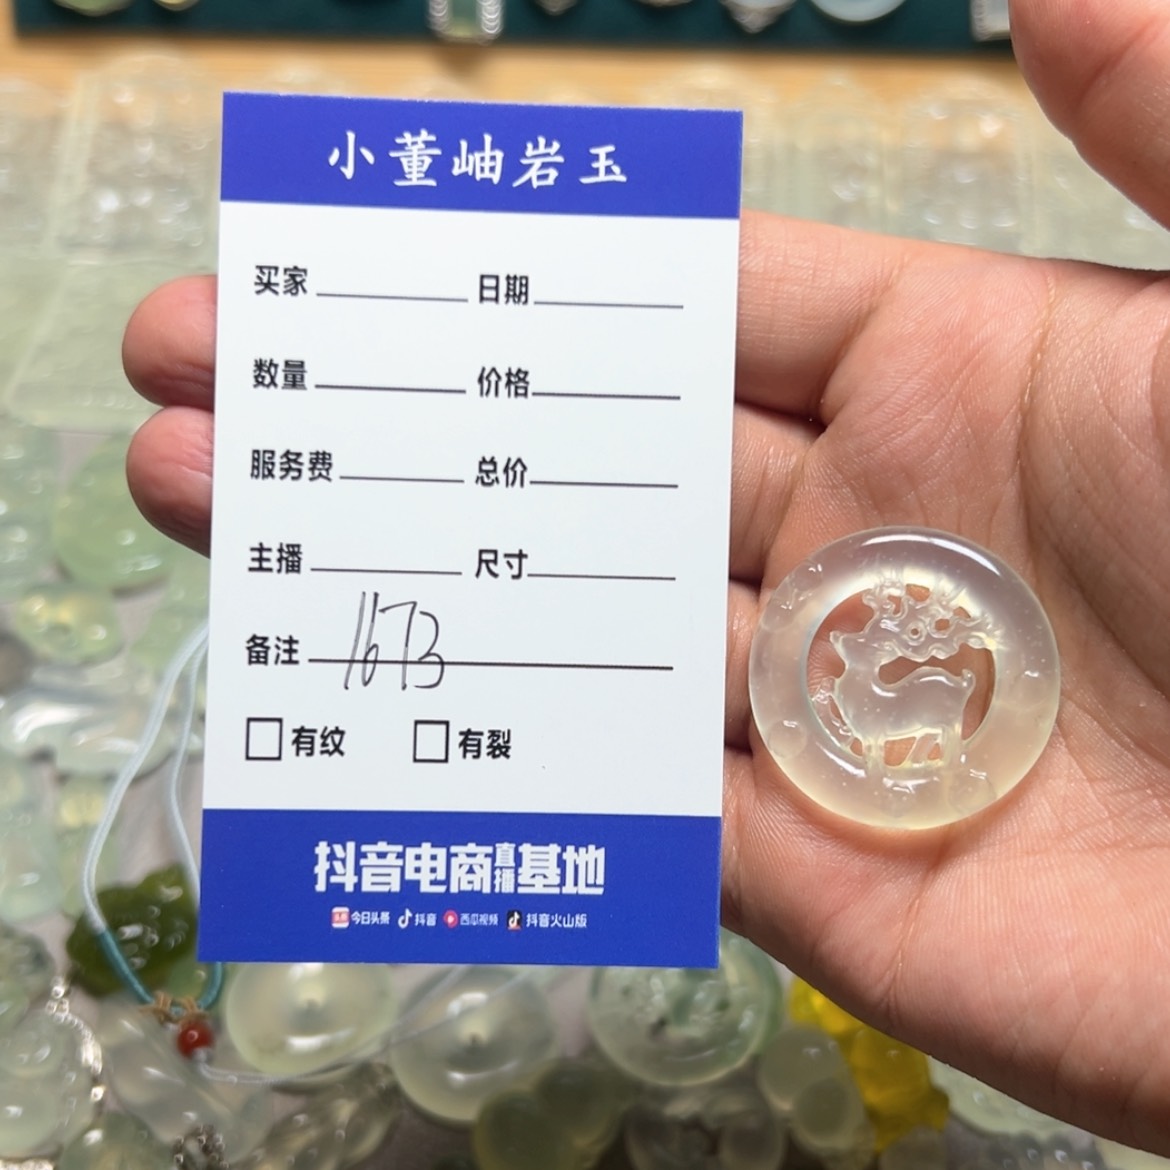 小董岫岩玉
买家 日期
数量 价格
服务费 总价
主播 尺寸
备注 1673
有纹 有裂
抖音电商直播基地
头条 今日头条 抖音 西瓜视频 抖音火山版